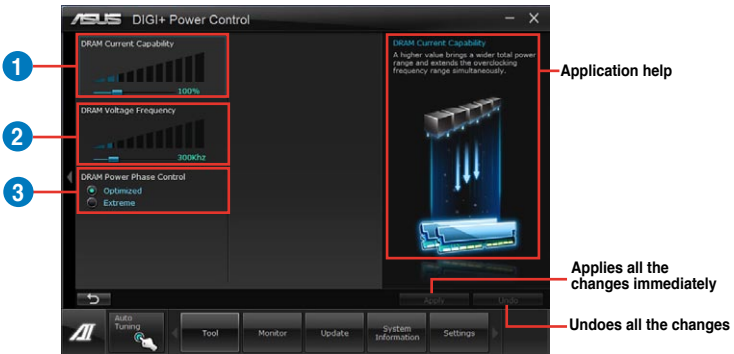 ASUS DIGI+ Power Control
1
DRAM Current Capability
100%
2
DRAM Voltage Frequency
300Khz
3
DRAM Power Phase Control
Optimized
Extreme
DRAM Current Capability
A higher value brings a wider total power
range and extends the overclocking
frequency range simultaneously.
Application help
Apply
Undo
Applies all the
changes immediately
Undoes all the changes
AI
Auto
Tuning
Tool
Monitor
Update
System
Information
Settings